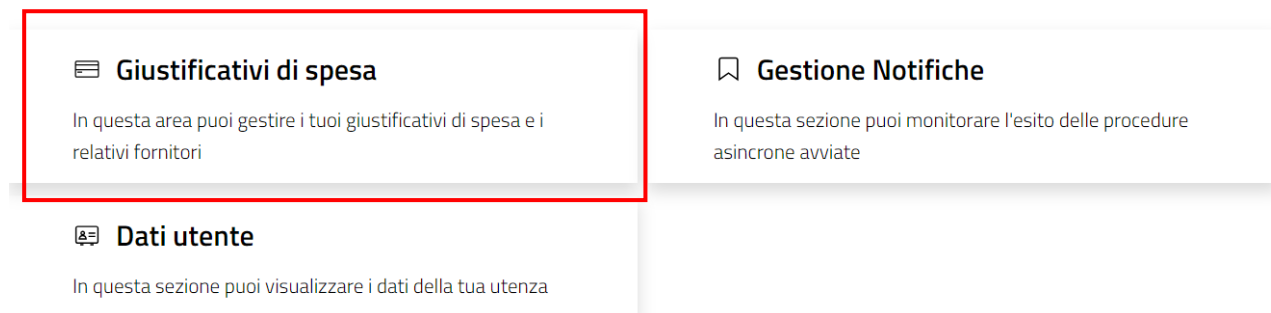 Giustificativi di spesa
In questa area puoi gestire i tuoi giustificativi di spesa e i
relativi fornitori
Gestione Notifiche
In questa sezione puoi monitorare l'esito delle procedure
asincrone avviate
Dati utente
In questa sezione puoi visualizzare i dati della tua utenza